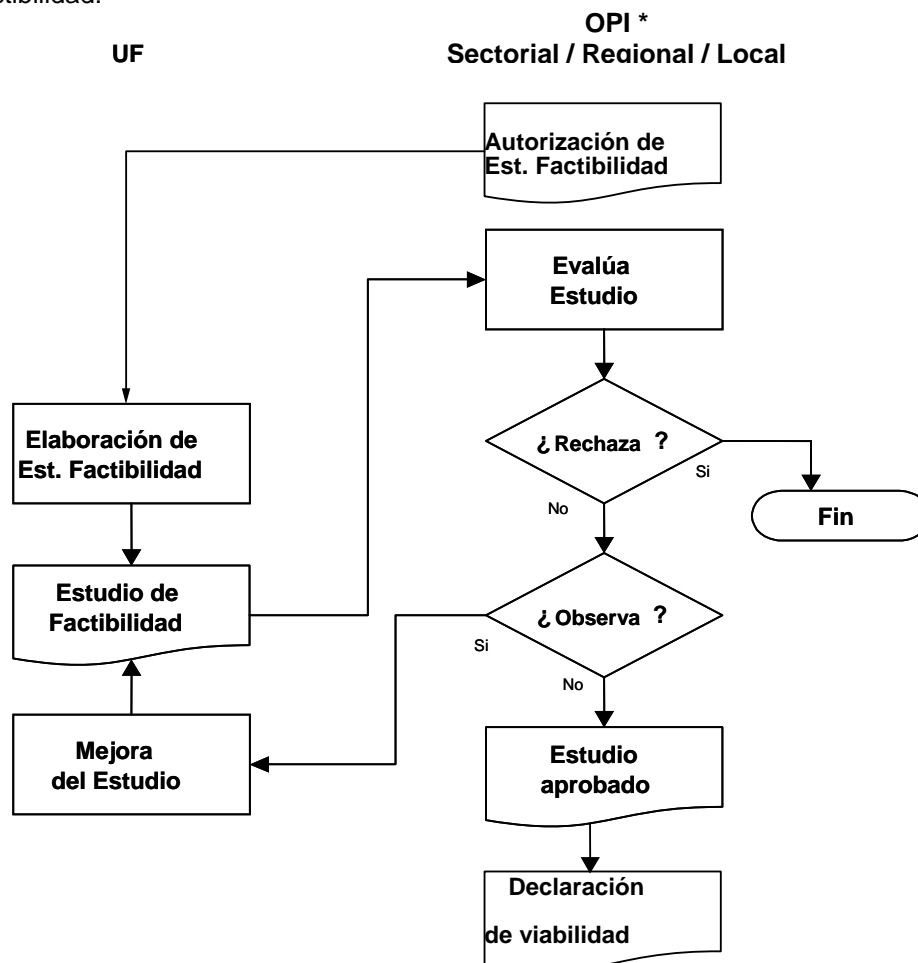 UF
OPI *
Sectorial / Regional / Local
Autorización de
Est. Factibilidad
Evalúa
Estudio
Elaboración de
Est. Factibilidad
¿ Rechaza ?
Si
No
Fin
Estudio de
Factibilidad
¿ Observa ?
Si
No
Mejora
del Estudio
Estudio
aprobado
Declaración
de viabilidad